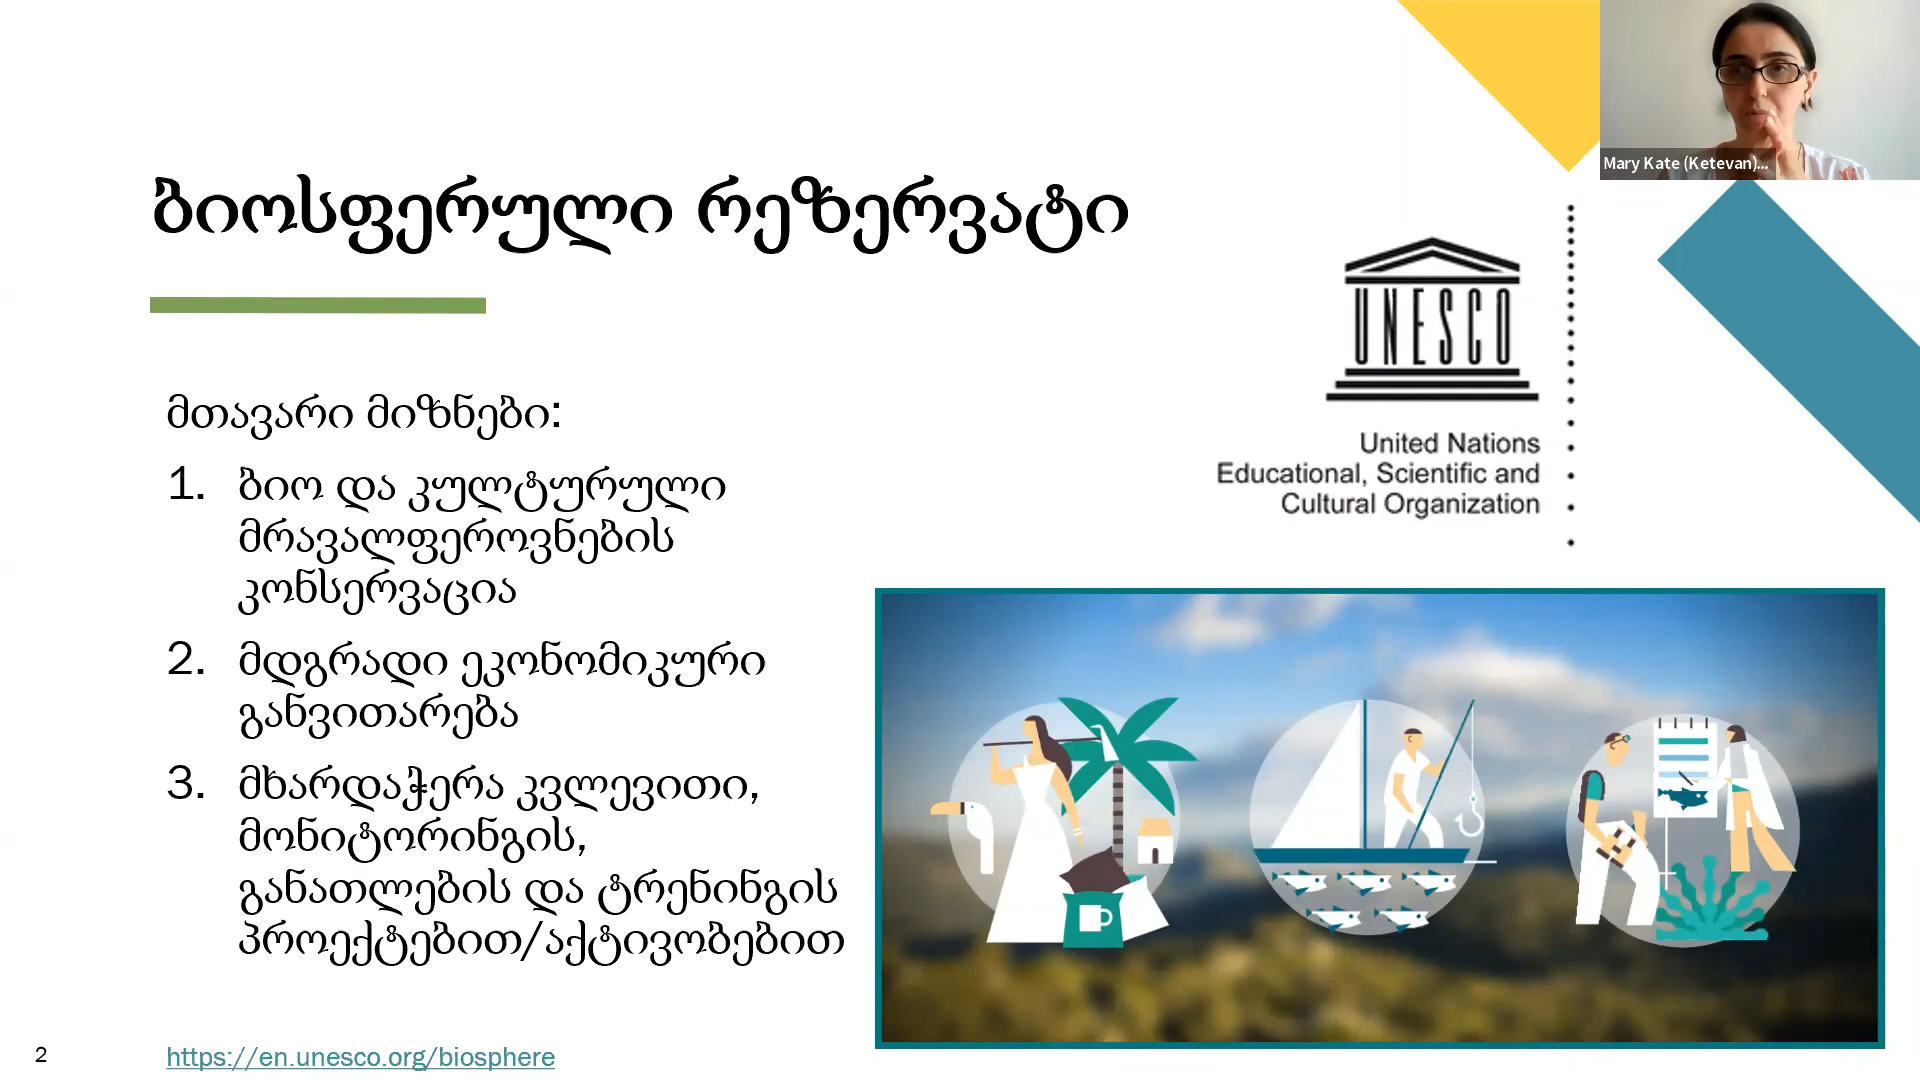 Mary Kate (Ketevan)...
ბიოსფერული რეზერვატი
UNESCO
United Nations
Educational, Scientific and
Cultural Organization
მთავარი მიზნები:
1. ბიო და კულტურული
მრავალფეროვნების
კონსერვაცია
2. მდგრადი ეკონომიკური
განვითარება
3. მხარდაჭერა კვლევითი,
მონიტორინგის,
განათლების და ტრენინგის
პროექტებით/აქტივობებით
2
https://en.unesco.org/biosphere